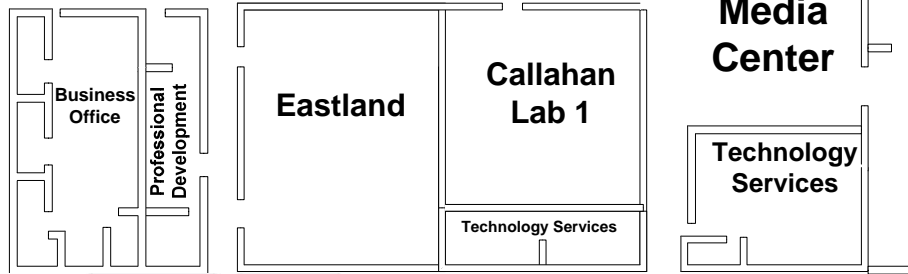 Business
Office
Professional
Development
Eastland
Callahan
Lab 1
Technology Services
Media
Center
Technology
Services